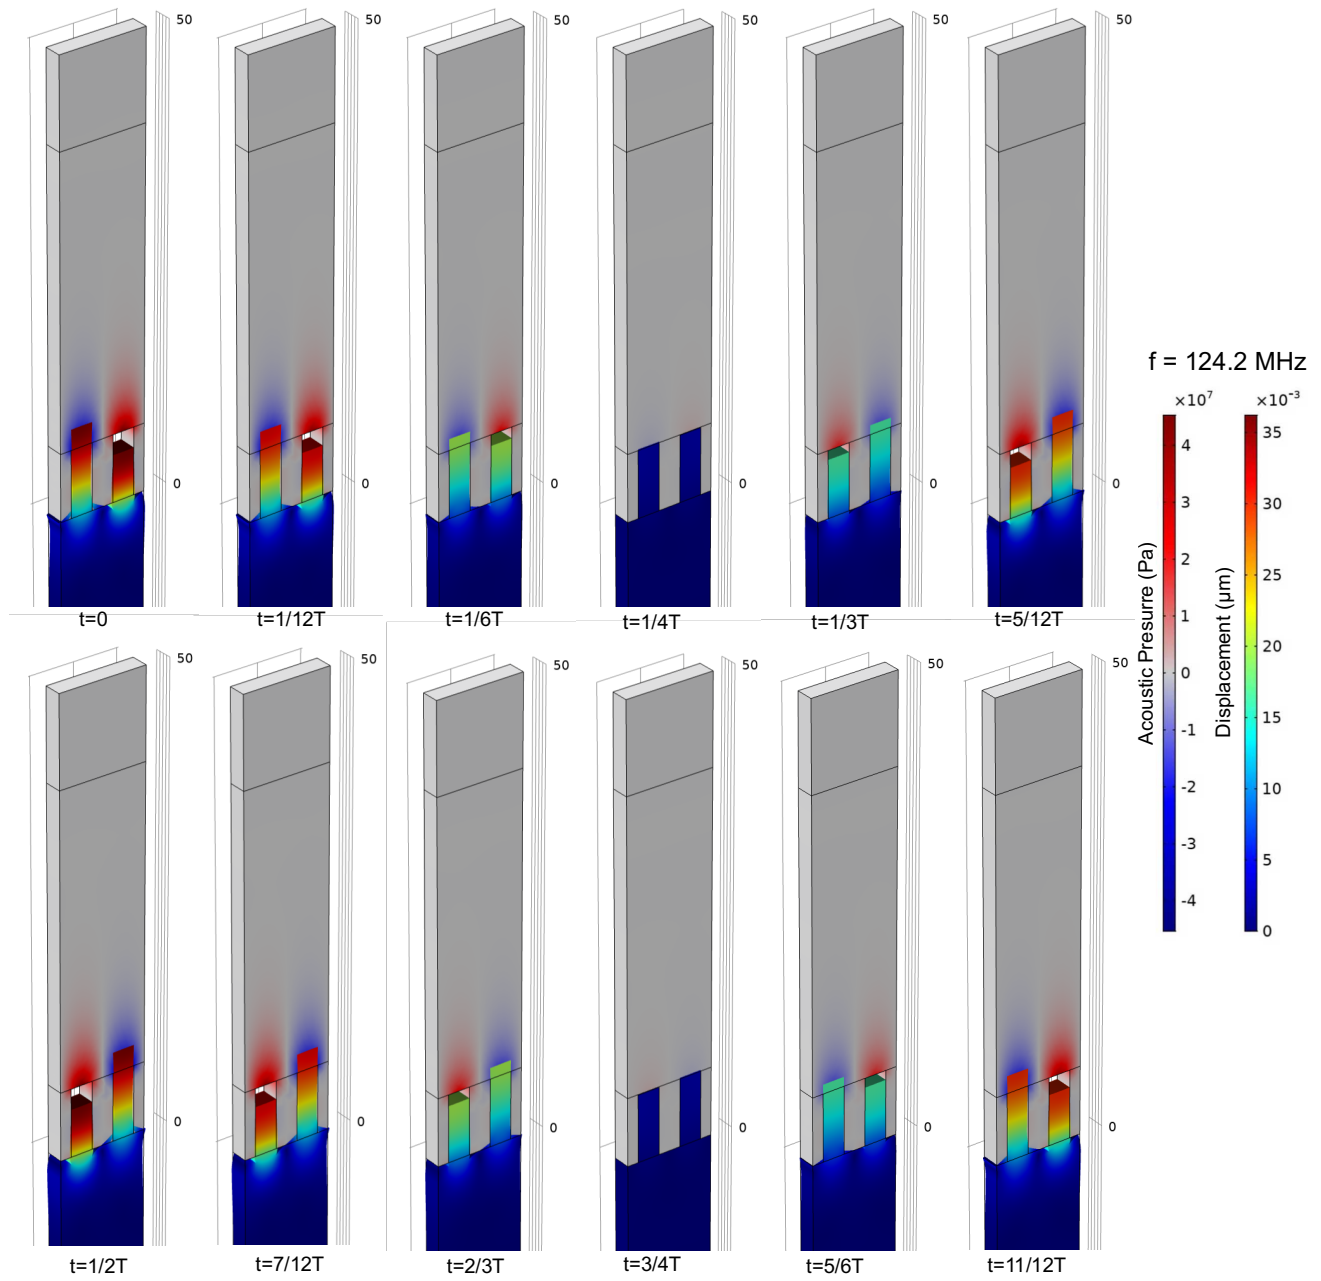 50
50
50
50
50
50
0
0
0
0
0
0
t=0
t=1/12T
t=1/6T
t=1/4T
t=1/3T
t=5/12T
f = 124.2 MHz
×10⁷
×10⁻³
Acoustic Presurre (Pa)
4
3
2
1
0
-1
-2
-3
-4
Displacement (μm)
35
30
25
20
15
10
5
0
50
50
50
50
50
50
0
0
0
0
0
0
t=1/2T
t=7/12T
t=2/3T
t=3/4T
t=5/6T
t=11/12T